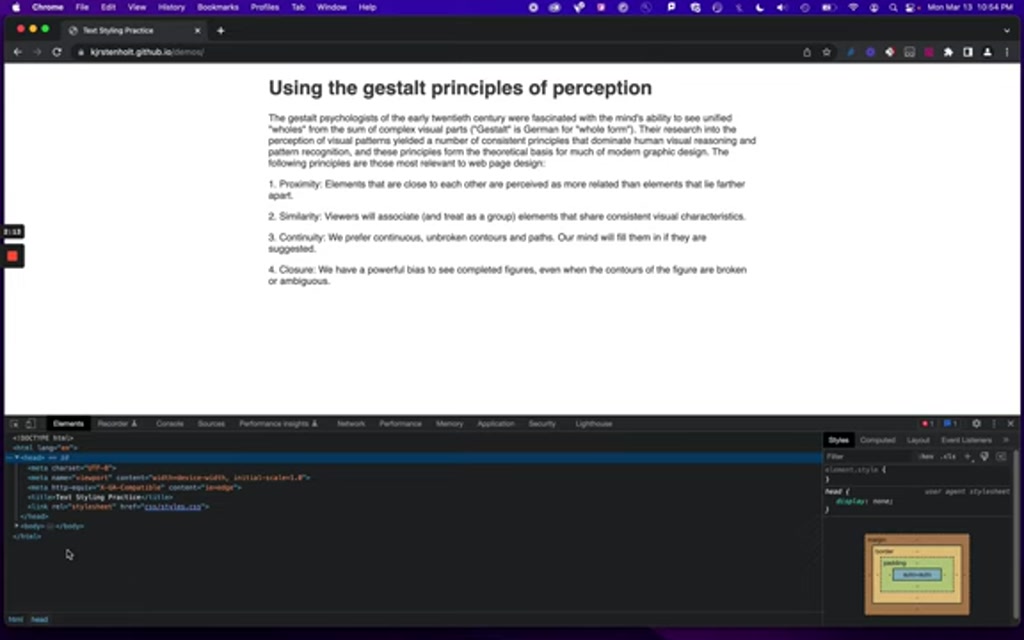 Chrome File Edit View History Bookmarks Profiles Tab Window Help Mon Mar 13 10:54 PM
Text Styling Practice
kjrstenholt.github.io/demos/
Using the gestalt principles of perception
The gestalt psychologists of the early twentieth century were fascinated with the mind's ability to see unified
"wholes" from the sum of complex visual parts ("Gestalt" is German for "whole form"). Their research into the
perception of visual patterns yielded a number of consistent principles that dominate human visual reasoning and
pattern recognition, and these principles form the theoretical basis for much of modern graphic design. The
following principles are those most relevant to web page design:
1. Proximity: Elements that are close to each other are perceived as more related than elements that lie farther
apart.
2. Similarity: Viewers will associate (and treat as a group) elements that share consistent visual characteristics.
3. Continuity: We prefer continuous, unbroken contours and paths. Our mind will fill them in if they are
suggested.
4. Closure: We have a powerful bias to see completed figures, even when the contours of the figure are broken
or ambiguous.
Elements Recorder Console Sources Performance insights Network Performance Memory Application Security Lighthouse
<!DOCTYPE html>
<html lang="en">
<head> == $0
<meta charset="UTF-8">
<meta name="viewport" content="width=device-width, initial-scale=1.0">
<meta http-equiv="X-UA-Compatible" content="ie=edge">
<title>Text Styling Practice</title>
<link rel="stylesheet" href="css/styles.css">
</head>
<body> </body>
</html>
html head
Styles Computed Layout Event Listeners
Filter :hov .cls
element.style {
}
head { user agent stylesheet
display: none;
}
margin
border
padding
auto×auto